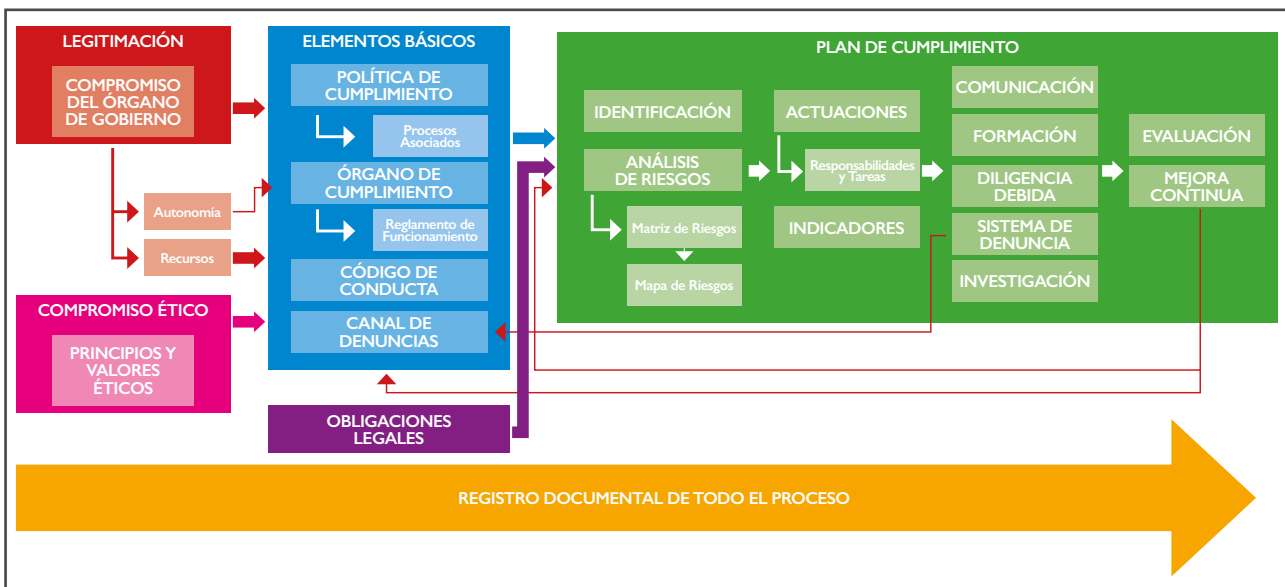 LEGITIMACIÓN
COMPROMISO
DEL ÓRGANO
DE GOBIERNO
Autonomía
Recursos
COMPROMISO ÉTICO
PRINCIPIOS Y
VALORES
ÉTICOS
ELEMENTOS BÁSICOS
POLÍTICA DE
CUMPLIMIENTO
Procesos
Asociados
ÓRGANO DE
CUMPLIMIENTO
Reglamento de
Funcionamiento
CÓDIGO DE
CONDUCTA
CANAL DE
DENUNCIAS
OBLIGACIONES
LEGALES
PLAN DE CUMPLIMIENTO
IDENTIFICACIÓN
ANÁLISIS
DE RIESGOS
Matriz de Riesgos
Mapa de Riesgos
ACTUACIONES
Responsabilidades
y Tareas
INDICADORES
COMUNICACIÓN
FORMACIÓN
DILIGENCIA
DEBIDA
SISTEMA DE
DENUNCIA
INVESTIGACIÓN
EVALUACIÓN
MEJORA
CONTINUA
REGISTRO DOCUMENTAL DE TODO EL PROCESO